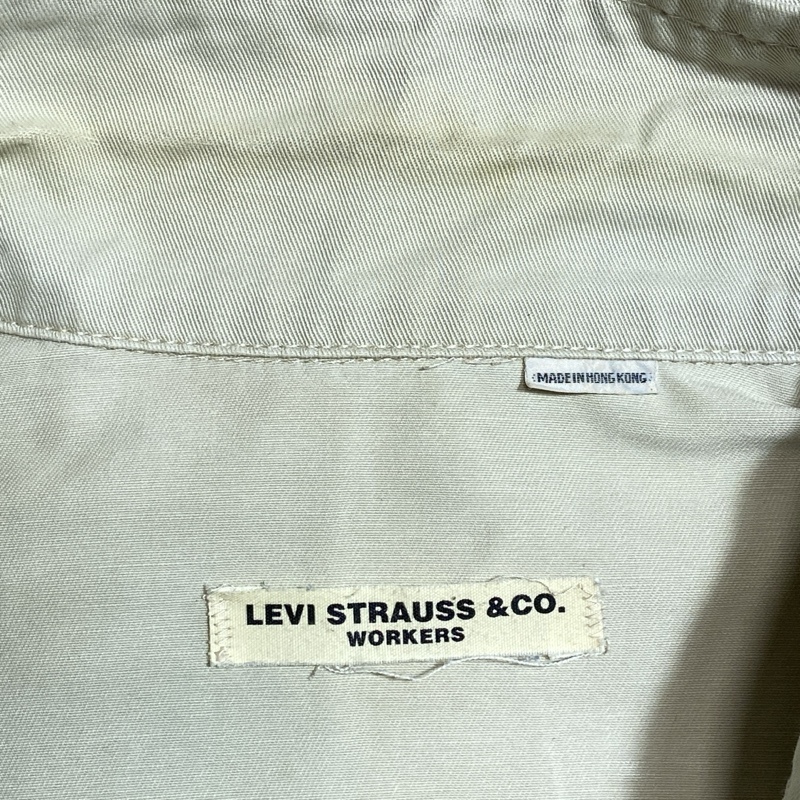 MADE IN HONG KONG
LEVI STRAUSS &CO.
WORKERS